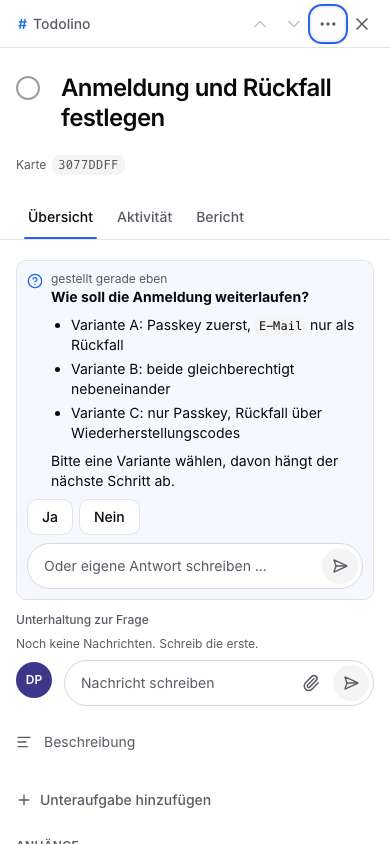 # Todolino
Anmeldung und Rückfall
festlegen
Karte 3077DDFF
Übersicht Aktivität Bericht
gestellt gerade eben
Wie soll die Anmeldung weiterlaufen?
• Variante A: Passkey zuerst, E-Mail nur als
Rückfall
• Variante B: beide gleichberechtigt
nebeneinander
• Variante C: nur Passkey, Rückfall über
Wiederherstellungscodes
Bitte eine Variante wählen, davon hängt der
nächste Schritt ab.
Ja Nein
Oder eigene Antwort schreiben ...
Unterhaltung zur Frage
Noch keine Nachrichten. Schreib die erste.
DP Nachricht schreiben
Beschreibung
+ Unteraufgabe hinzufügen
ANHÄNGE